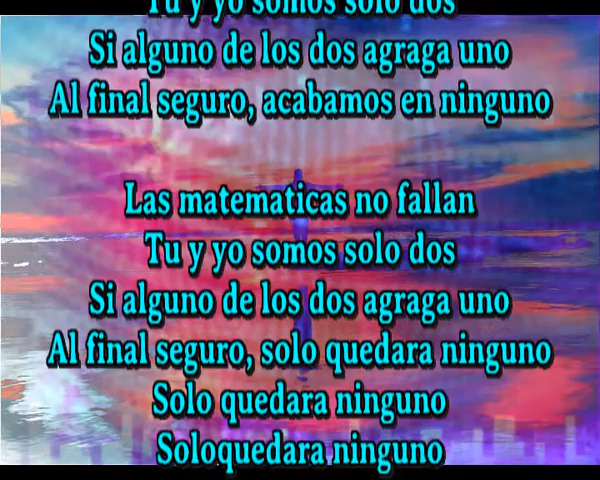 Tu y yo somos solo dos
Si alguno de los dos agraga uno
Al final seguro, acabamos en ninguno
Las matematicas no fallan
Tu y yo somos solo dos
Si alguno de los dos agraga uno
Al final seguro, solo quedara ninguno
Solo quedara ninguno
Soloquedara ninguno